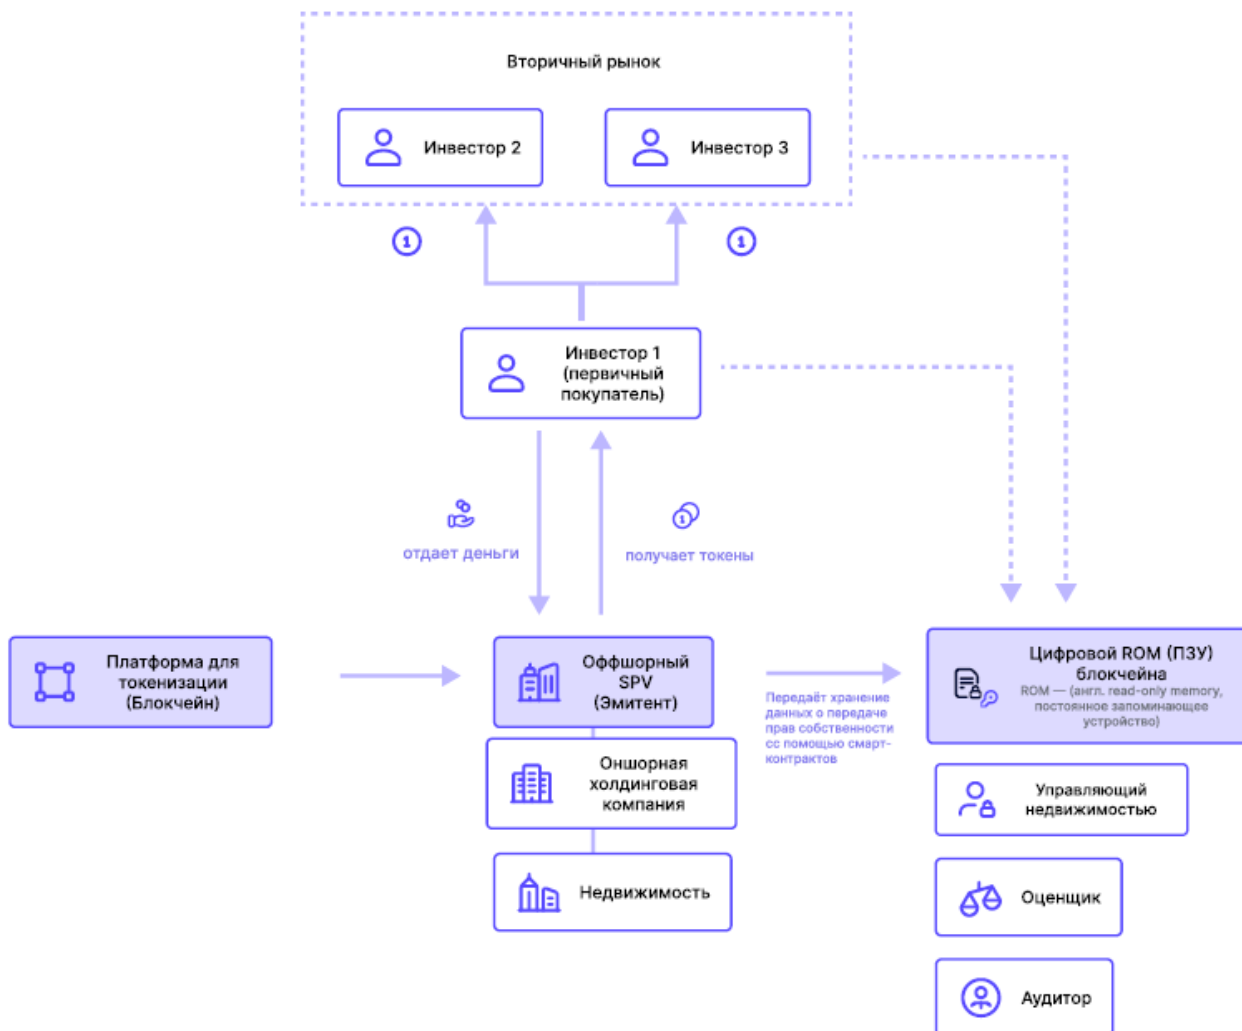 Вторичный рынок
Инвестор 2
Инвестор 3
1
1
Инвестор 1
(первичный
покупатель)
1
отдает деньги
получает токены
Платформа для
токенизации
(Блокчейн)
Оффшорный
SPV
(Эмитент)
Передаёт хранение
данных о передаче
прав собственности
сс помощью смарт-
контрактов
Цифровой ROM (ПЗУ)
блокчейна
ROM — (англ. read-only memory,
постоянное запоминающее
устройство)
Оншорная
холдинговая
компания
Недвижимость
Управляющий
недвижимостью
Оценщик
Аудитор